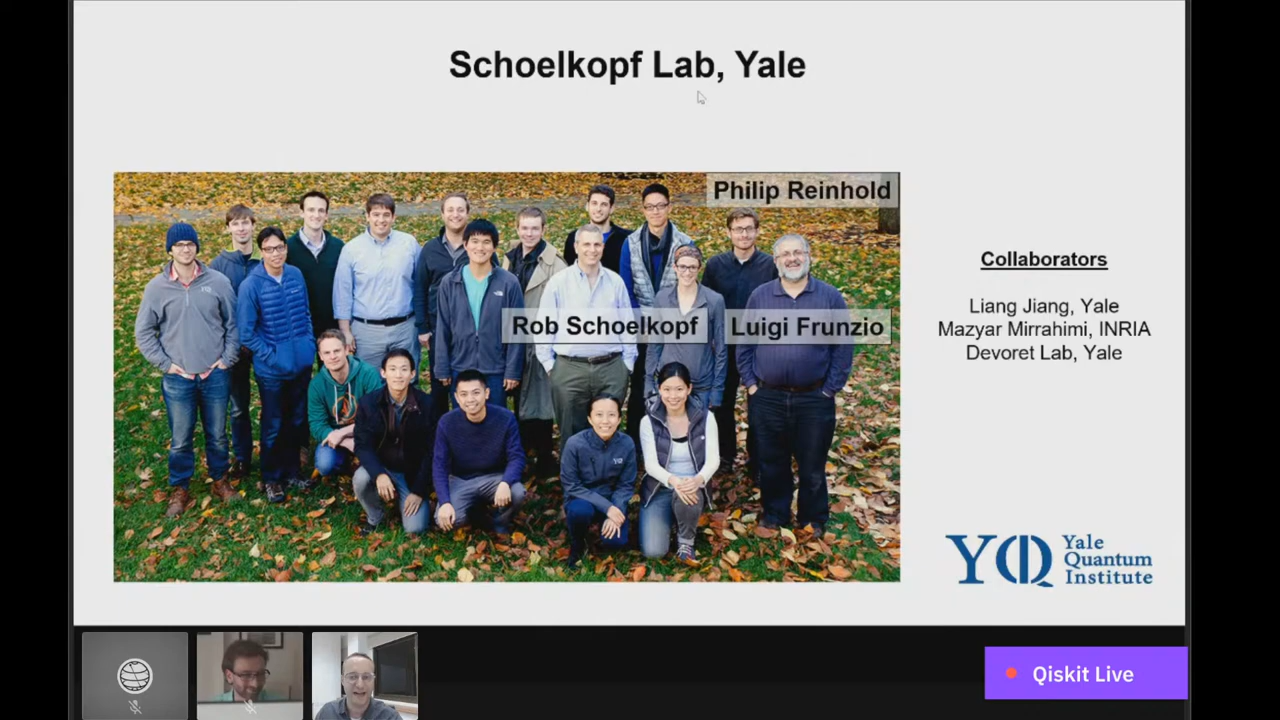 Schoelkopf Lab, Yale
Philip Reinhold
Rob Schoelkopf
Luigi Frunzio
Collaborators
Liang Jiang, Yale
Mazyar Mirrahimi, INRIA
Devoret Lab, Yale
YQI Yale
Quantum
Institute
Qiskit Live